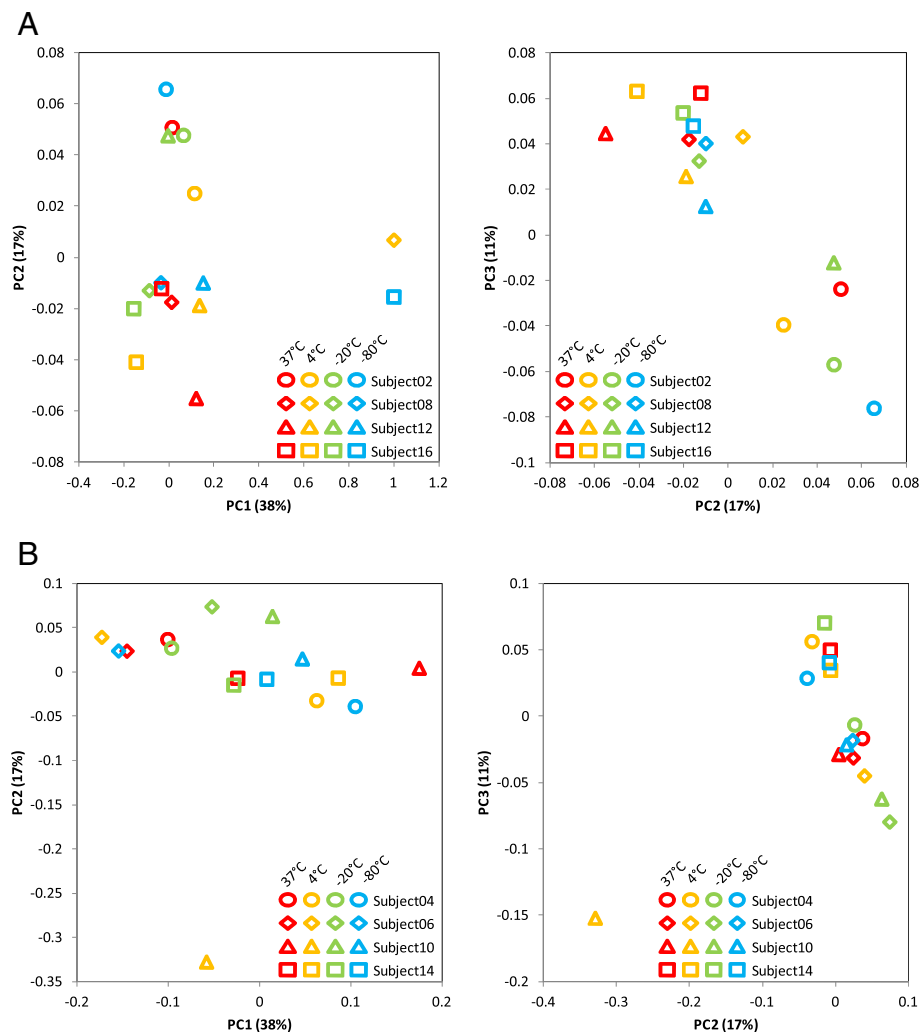 A
0.08
0.06
0.04
0.02
0
-0.02
-0.04
-0.06
-0.08
-0.4 -0.2 0 0.2 0.4 0.6 0.8 1 1.2
PC2 (17%)
PC1 (38%)
37°C 4°C -20°C -80°C
Subject02
Subject08
Subject12
Subject16
0.08
0.06
0.04
0.02
0
-0.02
-0.04
-0.06
-0.08
-0.1
-0.08 -0.06 -0.04 -0.02 0 0.02 0.04 0.06 0.08
PC3 (11%)
PC2 (17%)
37°C 4°C -20°C -80°C
Subject02
Subject08
Subject12
Subject16
B
0.1
0.05
0
-0.05
-0.1
-0.15
-0.2
-0.25
-0.3
-0.35
-0.2 -0.1 0 0.1 0.2
PC2 (17%)
PC1 (38%)
37°C 4°C -20°C -80°C
Subject04
Subject06
Subject10
Subject14
0.1
0.05
0
-0.05
-0.1
-0.15
-0.2
-0.4 -0.3 -0.2 -0.1 0 0.1
PC3 (11%)
PC2 (17%)
37°C 4°C -20°C -80°C
Subject04
Subject06
Subject10
Subject14